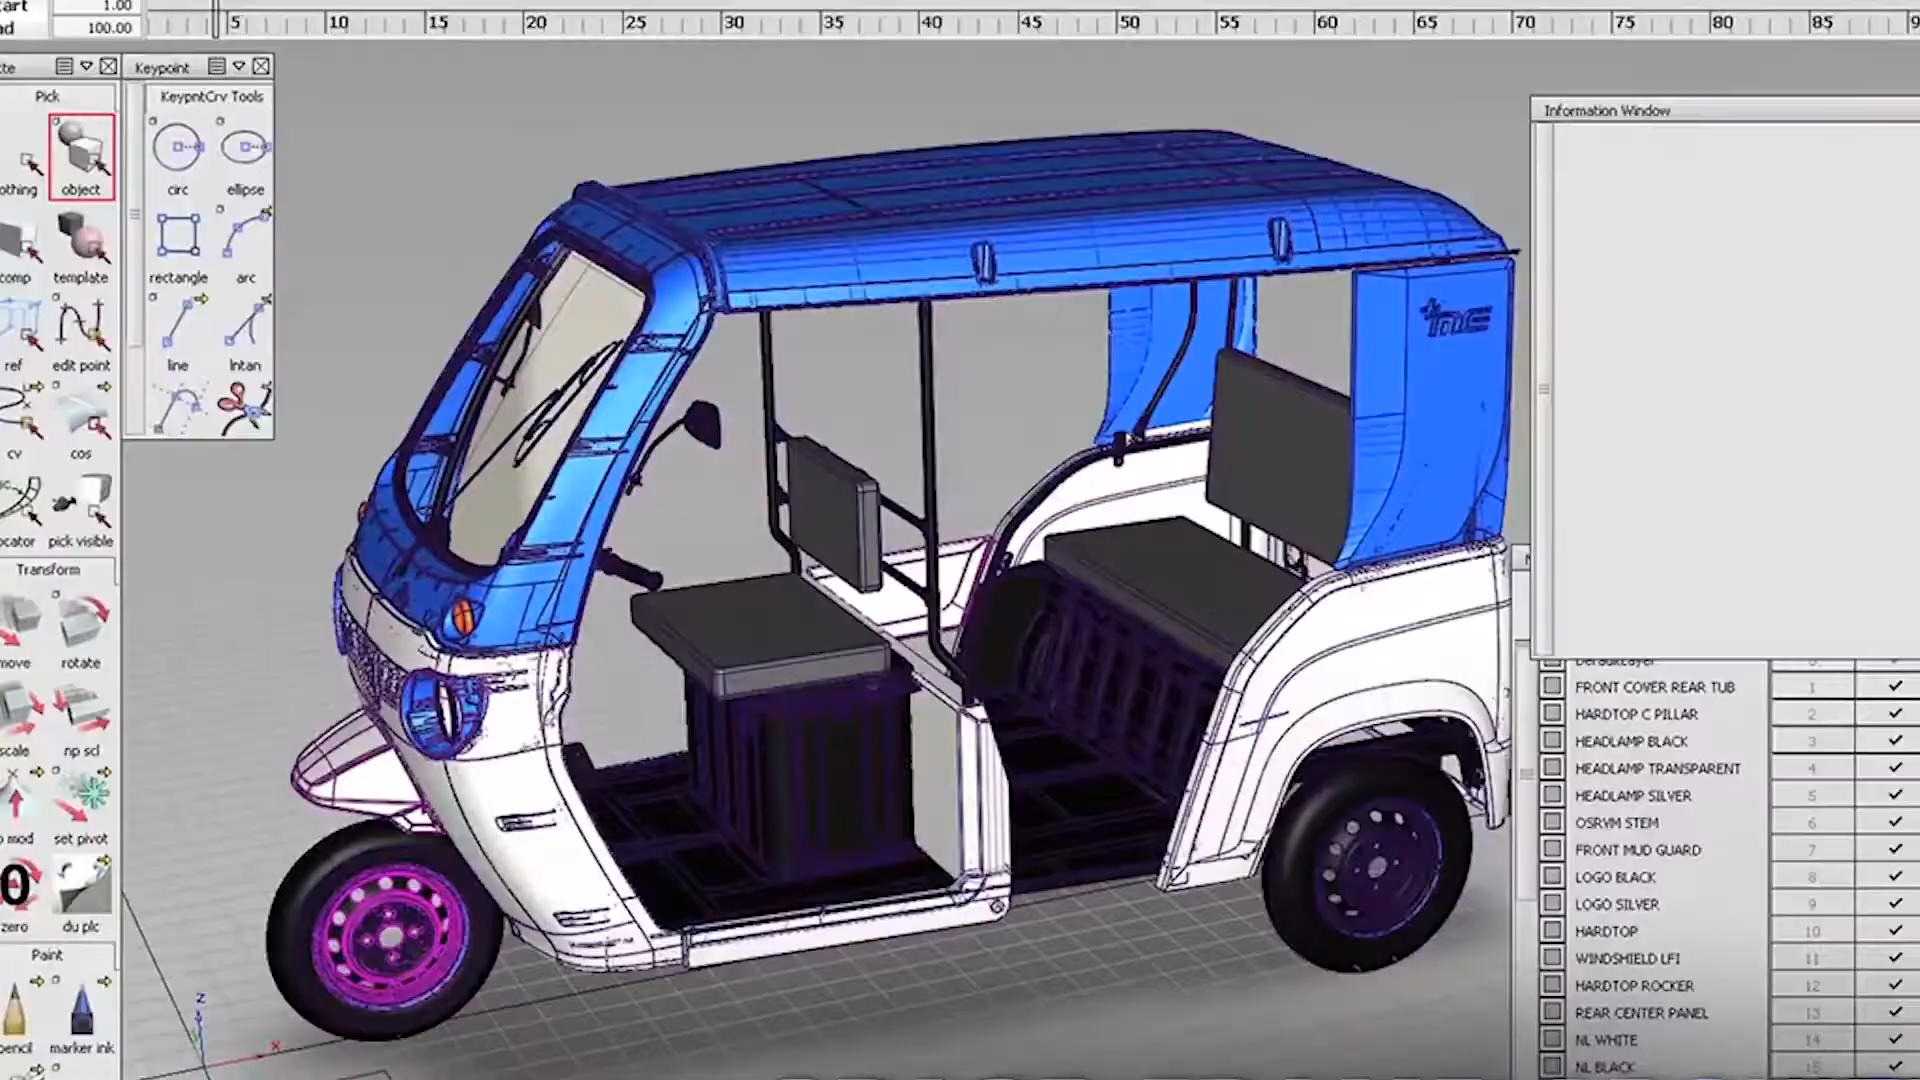 1.00
100.00
5 10 15 20 25 30 35 40 45 50 55 60 65 70 75 80 85
Keypoint
Pick
KeypntCrv Tools
object
circ
ellipse
template
rectangle
arc
ref
edit point
line
lntan
cv
cos
pick visible
Transform
move
rotate
scale
np scl
mod
set pivot
zero
du plc
Paint
pencil
marker ink
z
x
Information Window
DefaultLayer
FRONT COVER REAR TUB 1
HARDTOP C PILLAR 2
HEADLAMP BLACK 3
HEADLAMP TRANSPARENT 4
HEADLAMP SILVER 5
OSRVM STEM 6
FRONT MUD GUARD 7
LOGO BLACK 8
LOGO SILVER 9
HARDTOP 10
WINDSHIELD LFI 11
HARDTOP ROCKER 12
REAR CENTER PANEL 13
NL WHITE 14
NL BLACK 15